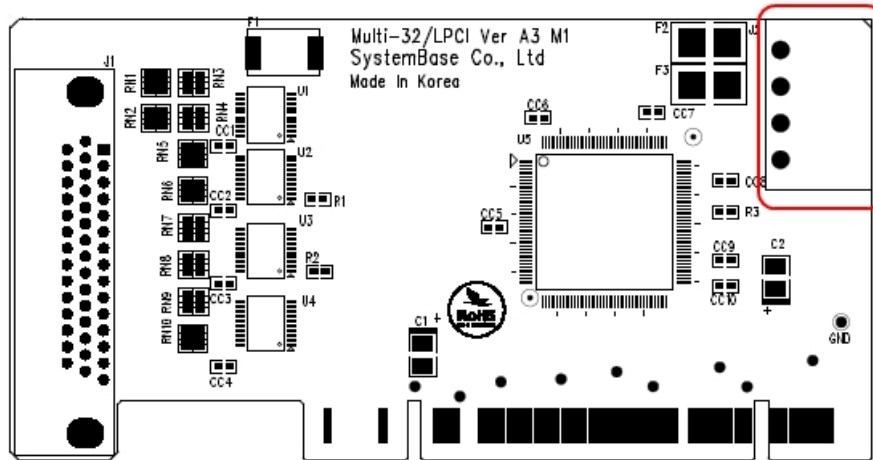 F1
Multi-32/LPCI Ver A3 M1
SystemBase Co., Ltd
Made In Korea
F2
F3
J1
RN1
RN3
RN2
RN4
U1
CC1
RN5
U2
RN6
CC2
R1
RN7
U3
RN8
R2
CC3
RN9
U4
RN10
CC4
CC6
CC7
U5
CC5
CC8
R3
CC9
C2
CC10
+
C1
+
RoHS
GND